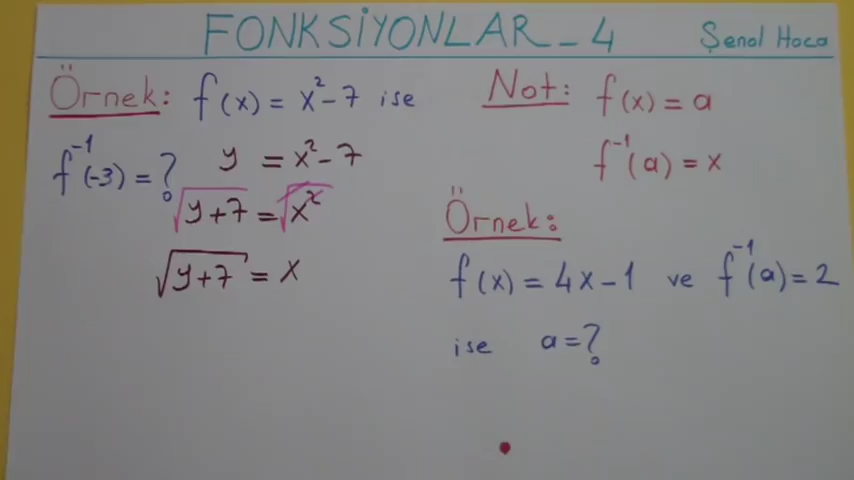 FONKSİYONLAR - 4
Şenol Hoca
Örnek: f(x) = x² - 7 ise
f⁻¹(-3) = ?
y = x² - 7
√(y+7) = √x²
√(y+7) = x
Not: f(x) = a
f⁻¹(a) = x
Örnek:
f(x) = 4x - 1 ve f⁻¹(a) = 2
ise a = ?